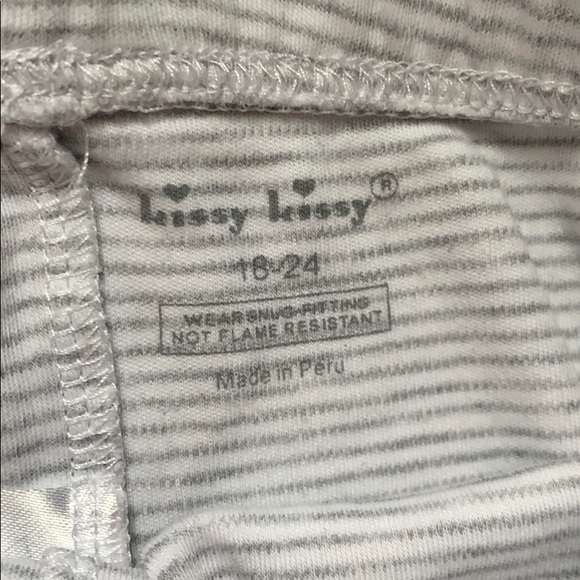 kissy kissy®
18-24
WEAR SNUG-FITTING
NOT FLAME RESISTANT
Made in Peru